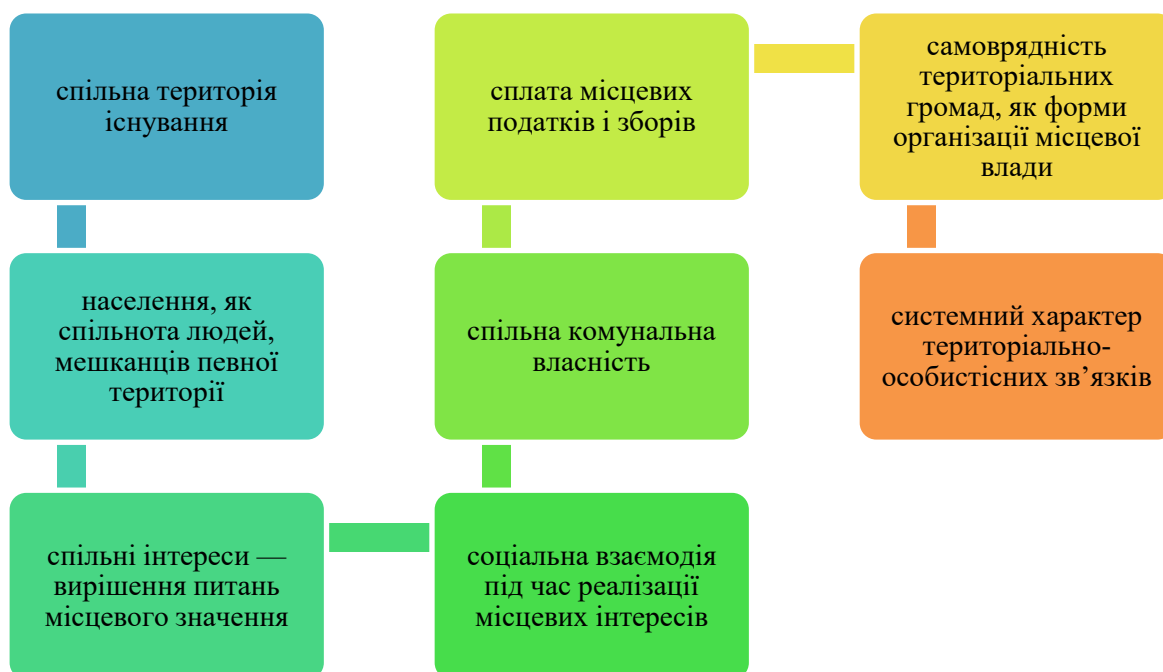 спільна територія
існування
населення, як
спільнота людей,
мешканців певної
території
спільні інтереси —
вирішення питань
місцевого значення
соціальна взаємодія
під час реалізації
місцевих інтересів
спільна комунальна
власність
сплата місцевих
податків і зборів
самоврядність
територіальних
громад, як форми
організації місцевої
влади
системний характер
територіально-
особистісних зв’язків